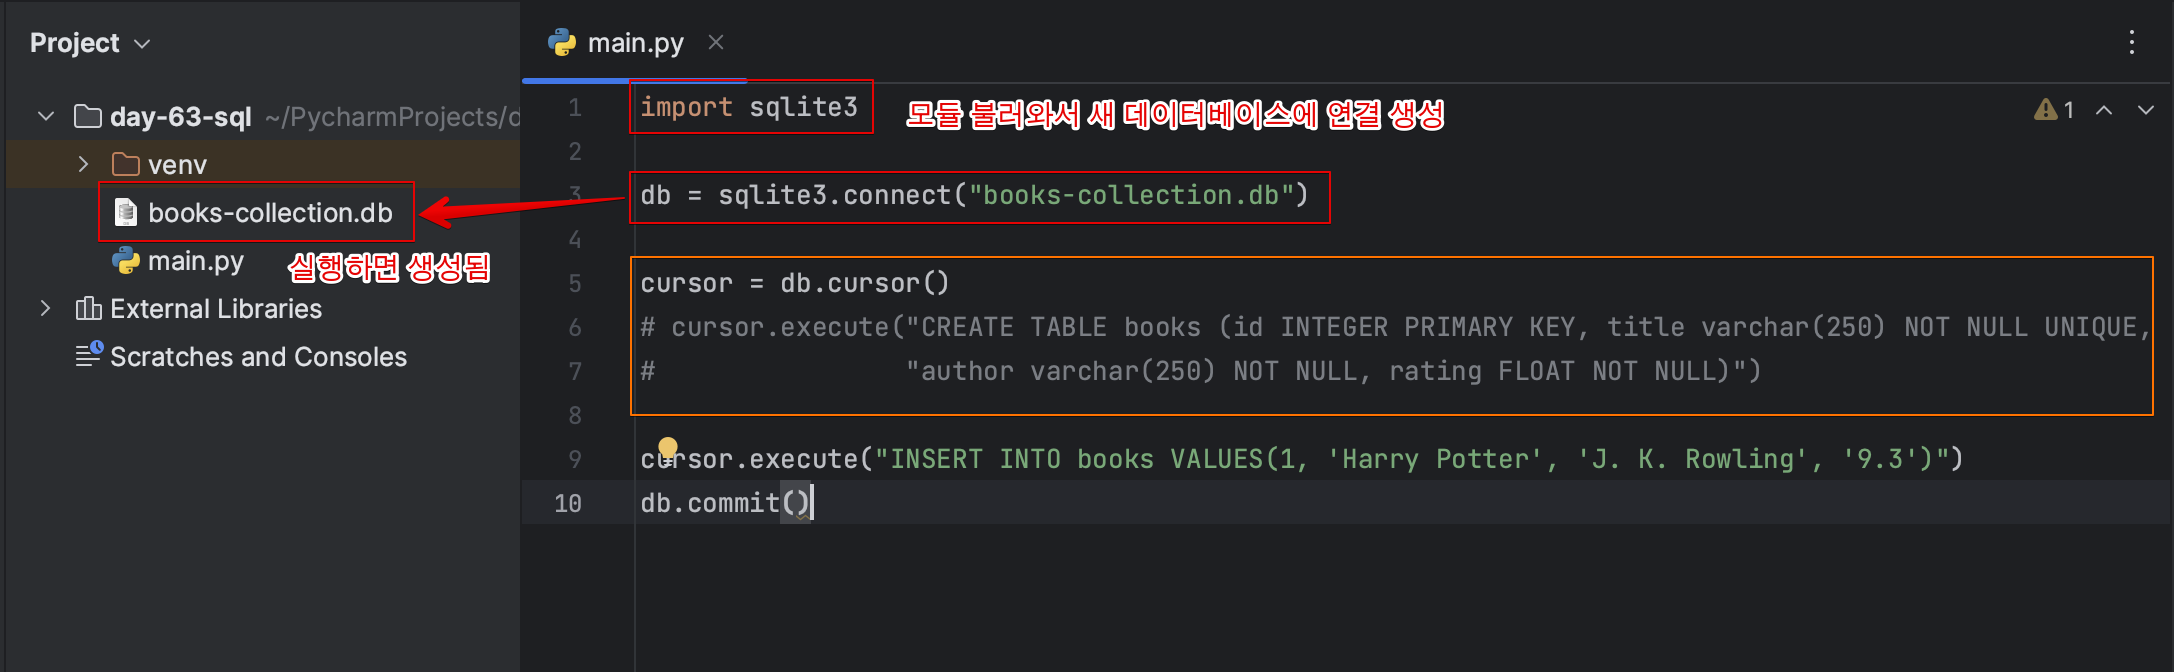 Project
day-63-sql ~/PycharmProjects/d
venv
books-collection.db
main.py
실행하면 생성됨
External Libraries
Scratches and Consoles
main.py
1 import sqlite3
모듈 불러와서 새 데이터베이스에 연결 생성
1
2
3 db = sqlite3.connect("books-collection.db")
4
5 cursor = db.cursor()
6 # cursor.execute("CREATE TABLE books (id INTEGER PRIMARY KEY, title varchar(250) NOT NULL UNIQUE,
7 # "author varchar(250) NOT NULL, rating FLOAT NOT NULL)")
8
9 cursor.execute("INSERT INTO books VALUES(1, 'Harry Potter', 'J. K. Rowling', '9.3')")
10 db.commit()